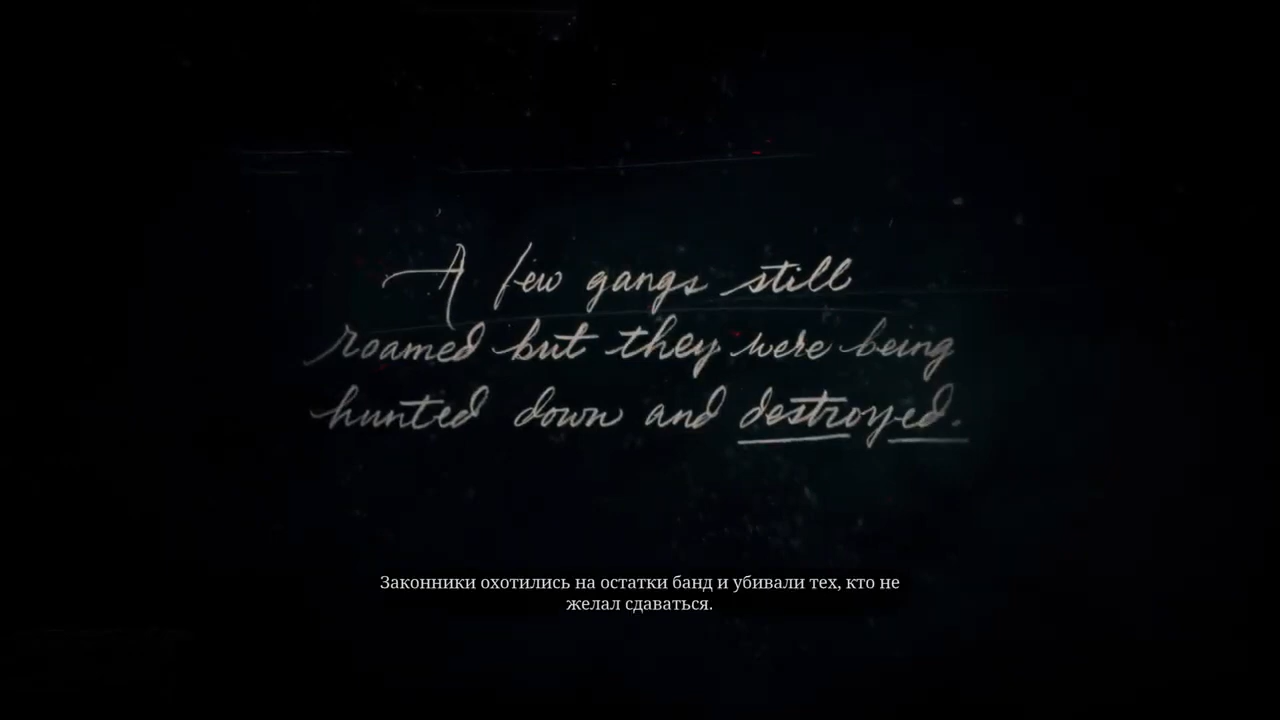 A few gangs still
roamed but they were being
hunted down and destroyed.
Законники охотились на остатки банд и убивали тех, кто не
желал сдаваться.